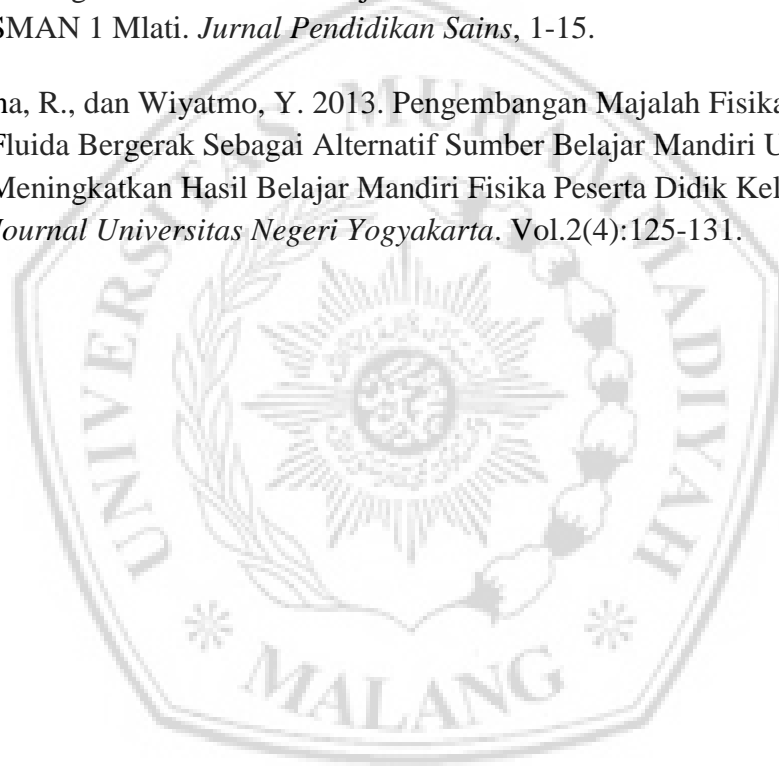 SMAN 1 Mlati. Jurnal Pendidikan Sains, 1-15.
na, R., dan Wiyatmo, Y. 2013. Pengembangan Majalah Fisika
Fluida Bergerak Sebagai Alternatif Sumber Belajar Mandiri U
Meningkatkan Hasil Belajar Mandiri Fisika Peserta Didik Kel
Journal Universitas Negeri Yogyakarta. Vol.2(4):125-131.
UNIVERSITAS MUHAMMADIYAH
MALANG